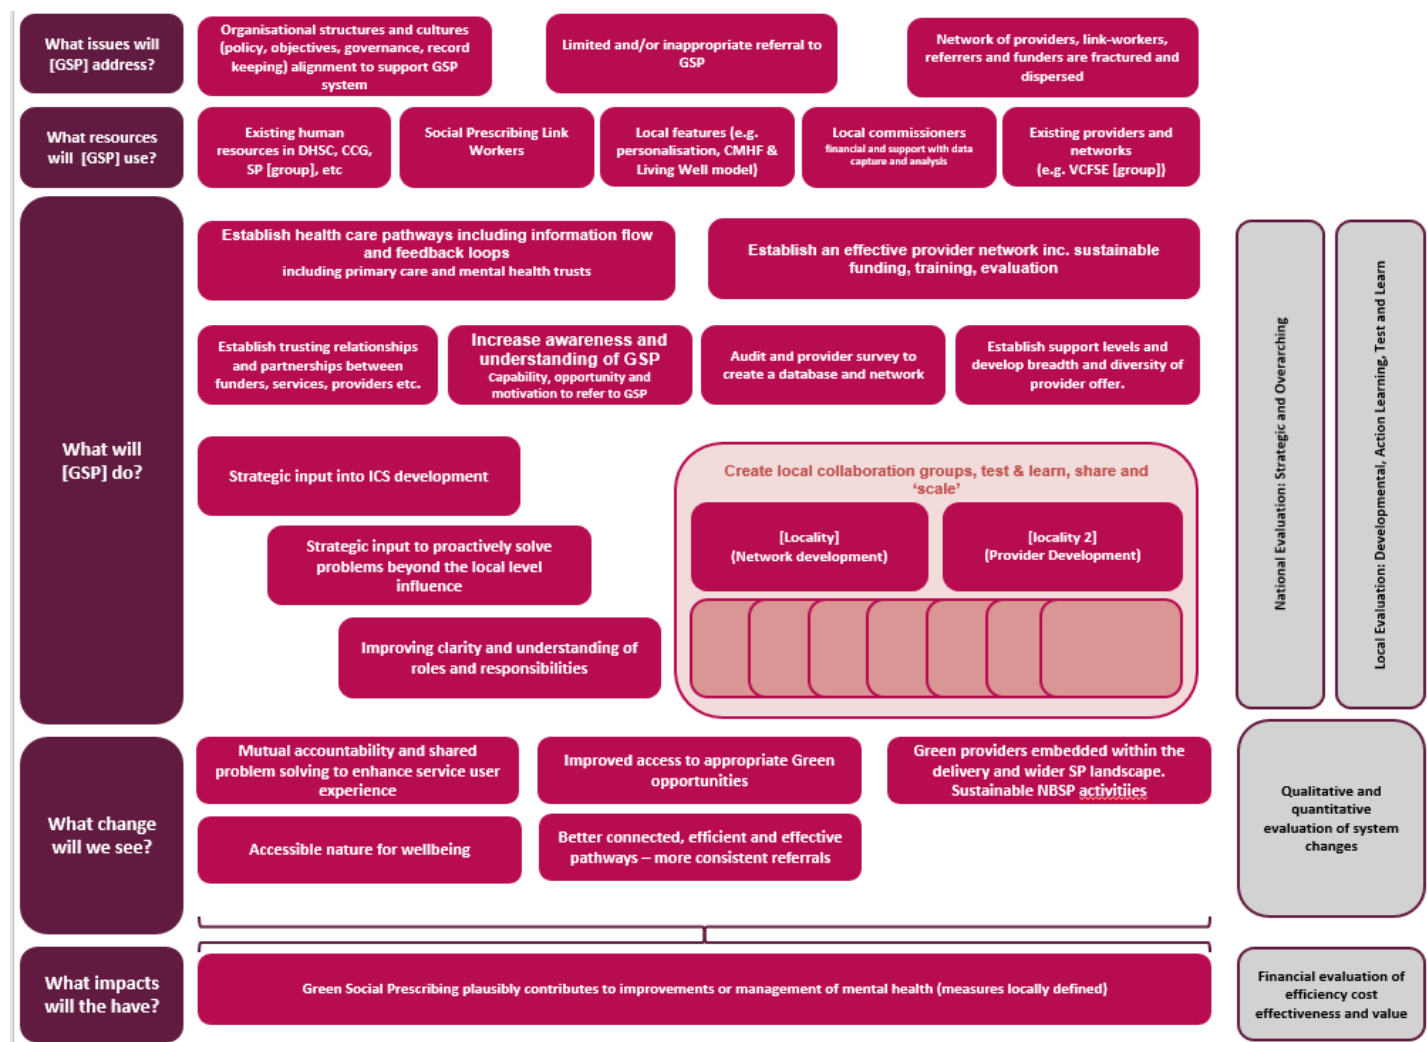 What issues will
[GSP] address?
Organisational structures and cultures
(policy, objectives, governance, record
keeping) alignment to support GSP
system
Limited and/or inappropriate referral to
GSP
Network of providers, link-workers,
referrers and funders are fractured and
dispersed
What resources
will [GSP] use?
Existing human
resources in DHSC, CCG,
SP [group], etc
Social Prescribing Link
Workers
Local features (e.g.
personalisation, CMHF &
Living Well model)
Local commissioners
financial and support with data
capture and analysis
Existing providers and
networks
(e.g. VCFSE [group])
What will
[GSP] do?
Establish health care pathways including information flow
and feedback loops
including primary care and mental health trusts
Establish an effective provider network inc. sustainable
funding, training, evaluation
Establish trusting relationships
and partnerships between
funders, services, providers etc.
Increase awareness and
understanding of GSP
Capability, opportunity and
motivation to refer to GSP
Audit and provider survey to
create a database and network
Establish support levels and
develop breadth and diversity of
provider offer.
Strategic input into ICS development
Strategic input to proactively solve
problems beyond the local level
influence
Improving clarity and understanding of
roles and responsibilities
Create local collaboration groups, test & learn, share and
‘scale’
[Locality]
(Network development)
[locality 2]
(Provider Development)
National Evaluation: Strategic and Overarching
Local Evaluation: Developmental, Action Learning, Test and Learn
What change
will we see?
Mutual accountability and shared
problem solving to enhance service user
experience
Improved access to appropriate Green
opportunities
Green providers embedded within the
delivery and wider SP landscape.
Sustainable NBSP activitiies
Accessible nature for wellbeing
Better connected, efficient and effective
pathways – more consistent referrals
Qualitative and
quantitative
evaluation of system
changes
What impacts
will the have?
Green Social Prescribing plausibly contributes to improvements or management of mental health (measures locally defined)
Financial evaluation of
efficiency cost
effectiveness and value